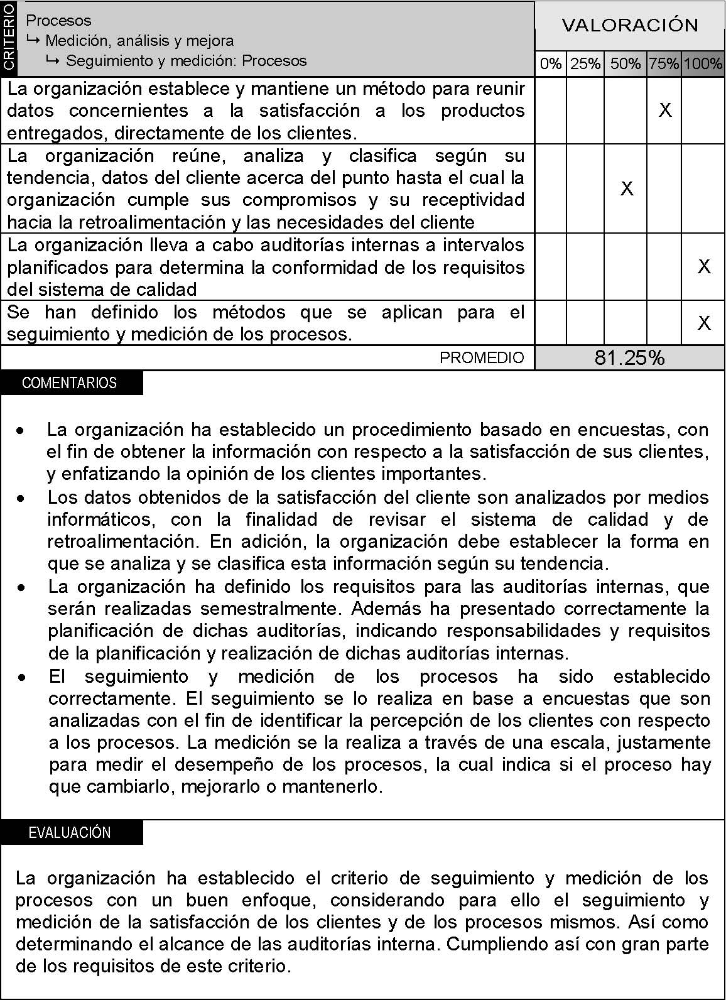 CRITERIO
Procesos
↳ Medición, análisis y mejora
↳ Seguimiento y medición: Procesos
VALORACIÓN
0% 25% 50% 75% 100%
La organización establece y mantiene un método para reunir
datos concernientes a la satisfacción a los productos
entregados, directamente de los clientes.
X
La organización reúne, analiza y clasifica según su
tendencia, datos del cliente acerca del punto hasta el cual la
organización cumple sus compromisos y su receptividad
hacia la retroalimentación y las necesidades del cliente
X
La organización lleva a cabo auditorías internas a intervalos
planificados para determina la conformidad de los requisitos
del sistema de calidad
X
Se han definido los métodos que se aplican para el
seguimiento y medición de los procesos.
X
PROMEDIO 81.25%
COMENTARIOS
• La organización ha establecido un procedimiento basado en encuestas, con
el fin de obtener la información con respecto a la satisfacción de sus clientes,
y enfatizando la opinión de los clientes importantes.
• Los datos obtenidos de la satisfacción del cliente son analizados por medios
informáticos, con la finalidad de revisar el sistema de calidad y de
retroalimentación. En adición, la organización debe establecer la forma en
que se analiza y se clasifica esta información según su tendencia.
• La organización ha definido los requisitos para las auditorías internas, que
serán realizadas semestralmente. Además ha presentado correctamente la
planificación de dichas auditorías, indicando responsabilidades y requisitos
de la planificación y realización de dichas auditorías internas.
• El seguimiento y medición de los procesos ha sido establecido
correctamente. El seguimiento se lo realiza en base a encuestas que son
analizadas con el fin de identificar la percepción de los clientes con respecto
a los procesos. La medición se la realiza a través de una escala, justamente
para medir el desempeño de los procesos, la cual indica si el proceso hay
que cambiarlo, mejorarlo o mantenerlo.
EVALUACIÓN
La organización ha establecido el criterio de seguimiento y medición de los
procesos con un buen enfoque, considerando para ello el seguimiento y
medición de la satisfacción de los clientes y de los procesos mismos. Así como
determinando el alcance de las auditorías interna. Cumpliendo así con gran parte
de los requisitos de este criterio.